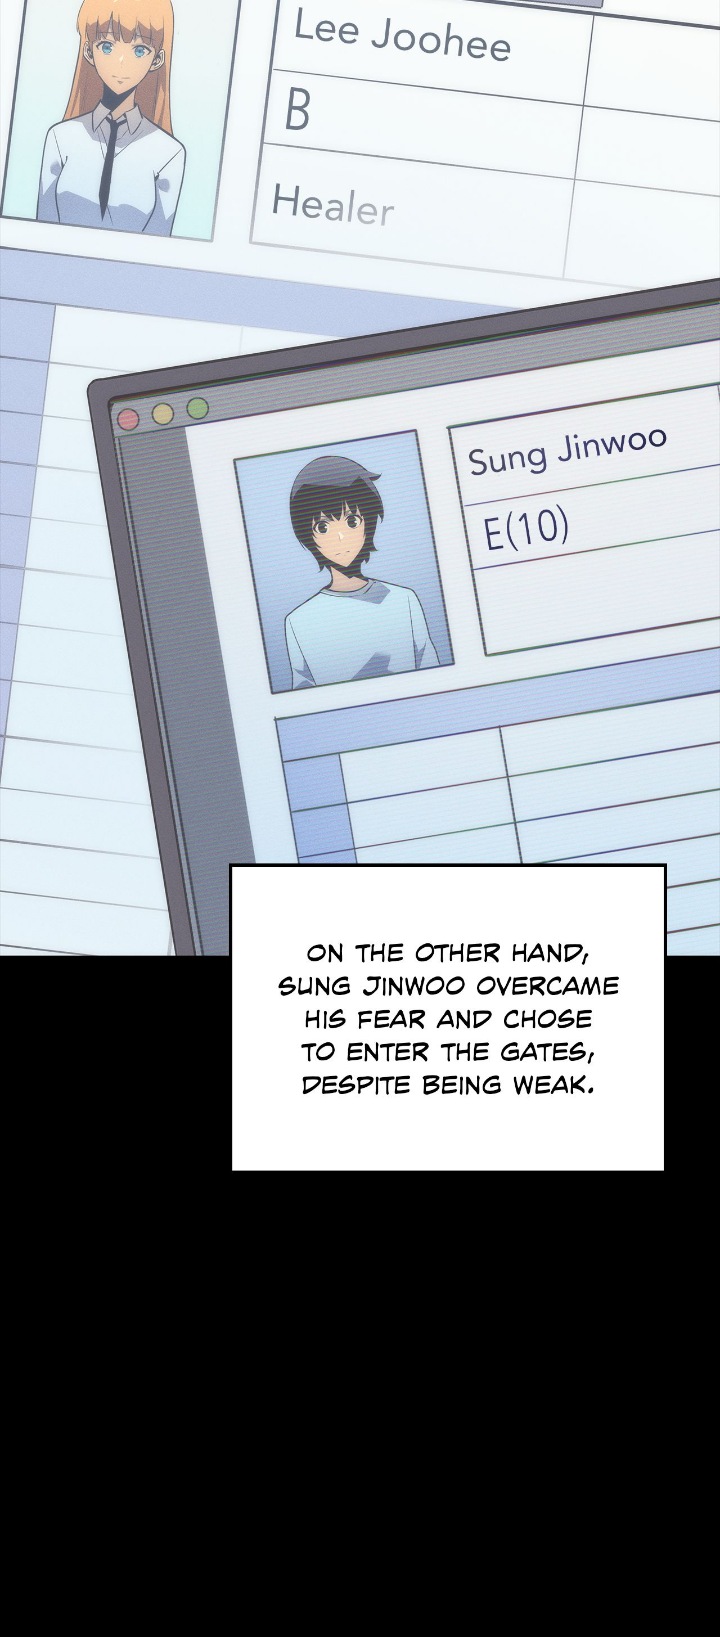 Lee Joohee
B
Healer
Sung Jinwoo
E(10)
ON THE OTHER HAND,
SUNG JINWOO OVERCAME
HIS FEAR AND CHOSE
TO ENTER THE GATES,
DESPITE BEING WEAK.